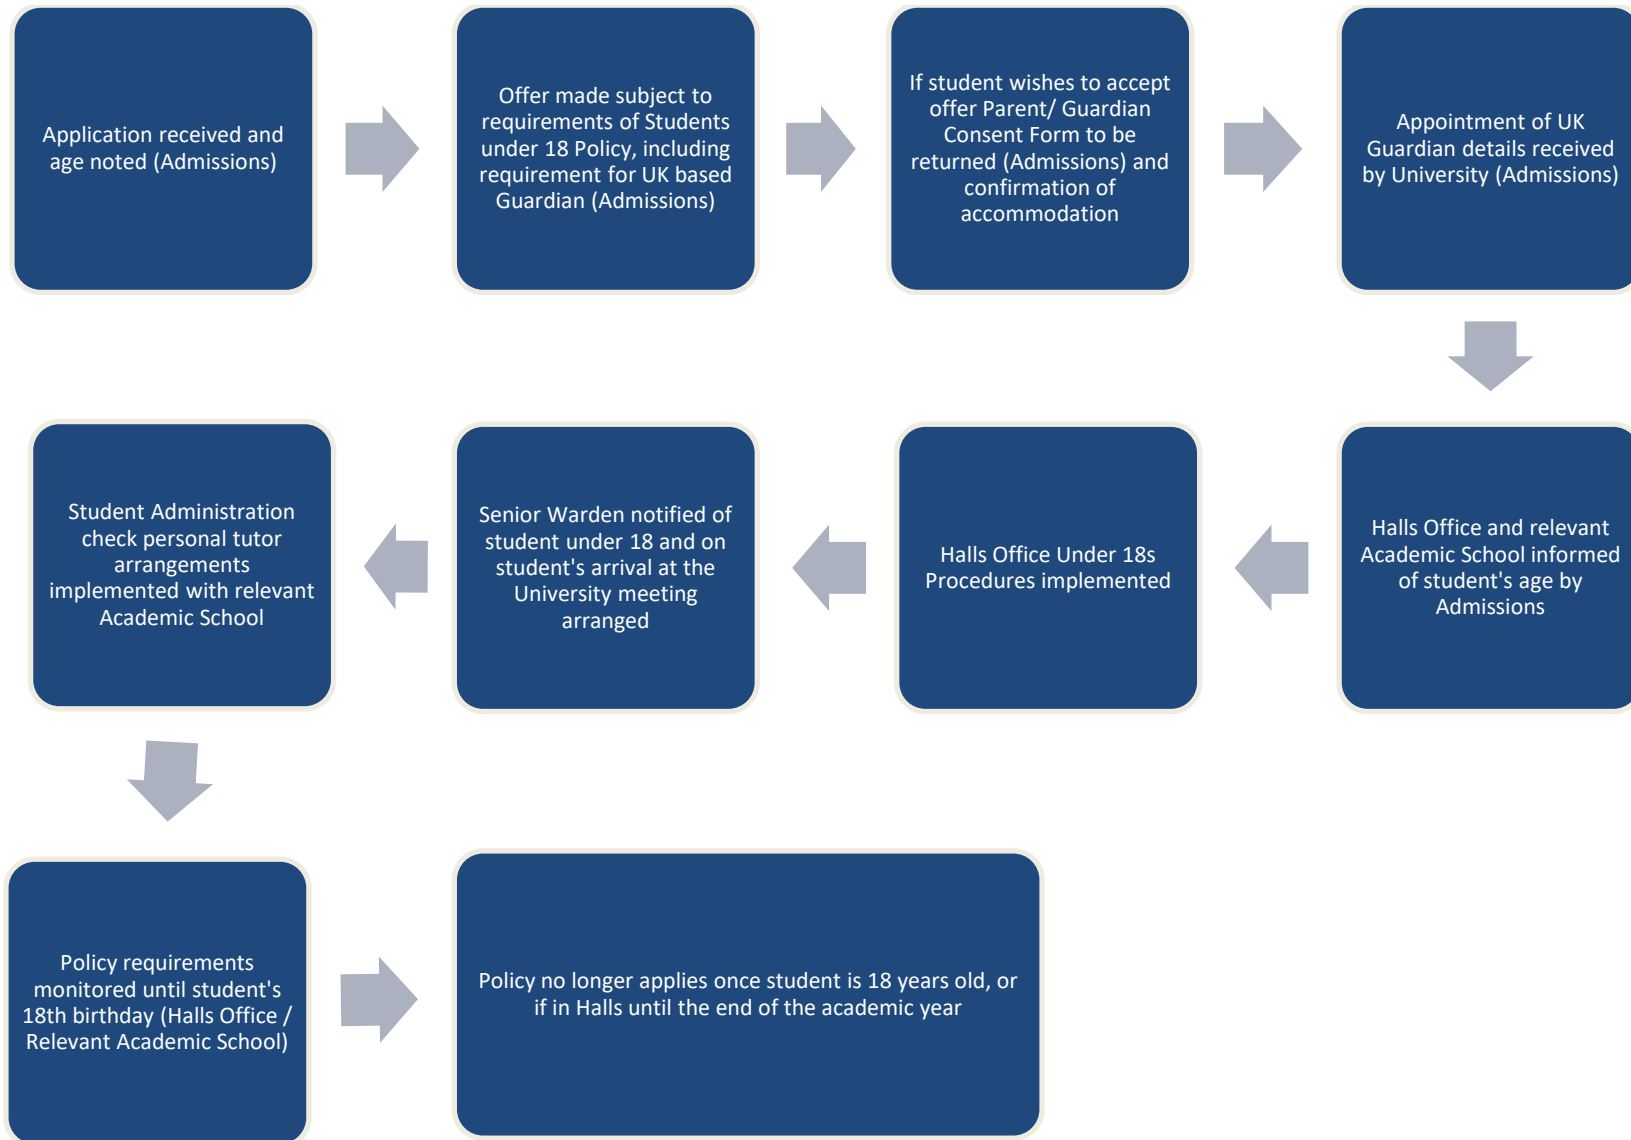 Application received and
age noted (Admissions)
Offer made subject to
requirements of Students
under 18 Policy, including
requirement for UK based
Guardian (Admissions)
If student wishes to accept
offer Parent/ Guardian
Consent Form to be
returned (Admissions) and
confirmation of
accommodation
Appointment of UK
Guardian details received
by University (Admissions)
Halls Office and relevant
Academic School informed
of student's age by
Admissions
Halls Office Under 18s
Procedures implemented
Senior Warden notified of
student under 18 and on
student's arrival at the
University meeting
arranged
Student Administration
check personal tutor
arrangements
implemented with relevant
Academic School
Policy requirements
monitored until student's
18th birthday (Halls Office /
Relevant Academic School)
Policy no longer applies once student is 18 years old, or
if in Halls until the end of the academic year